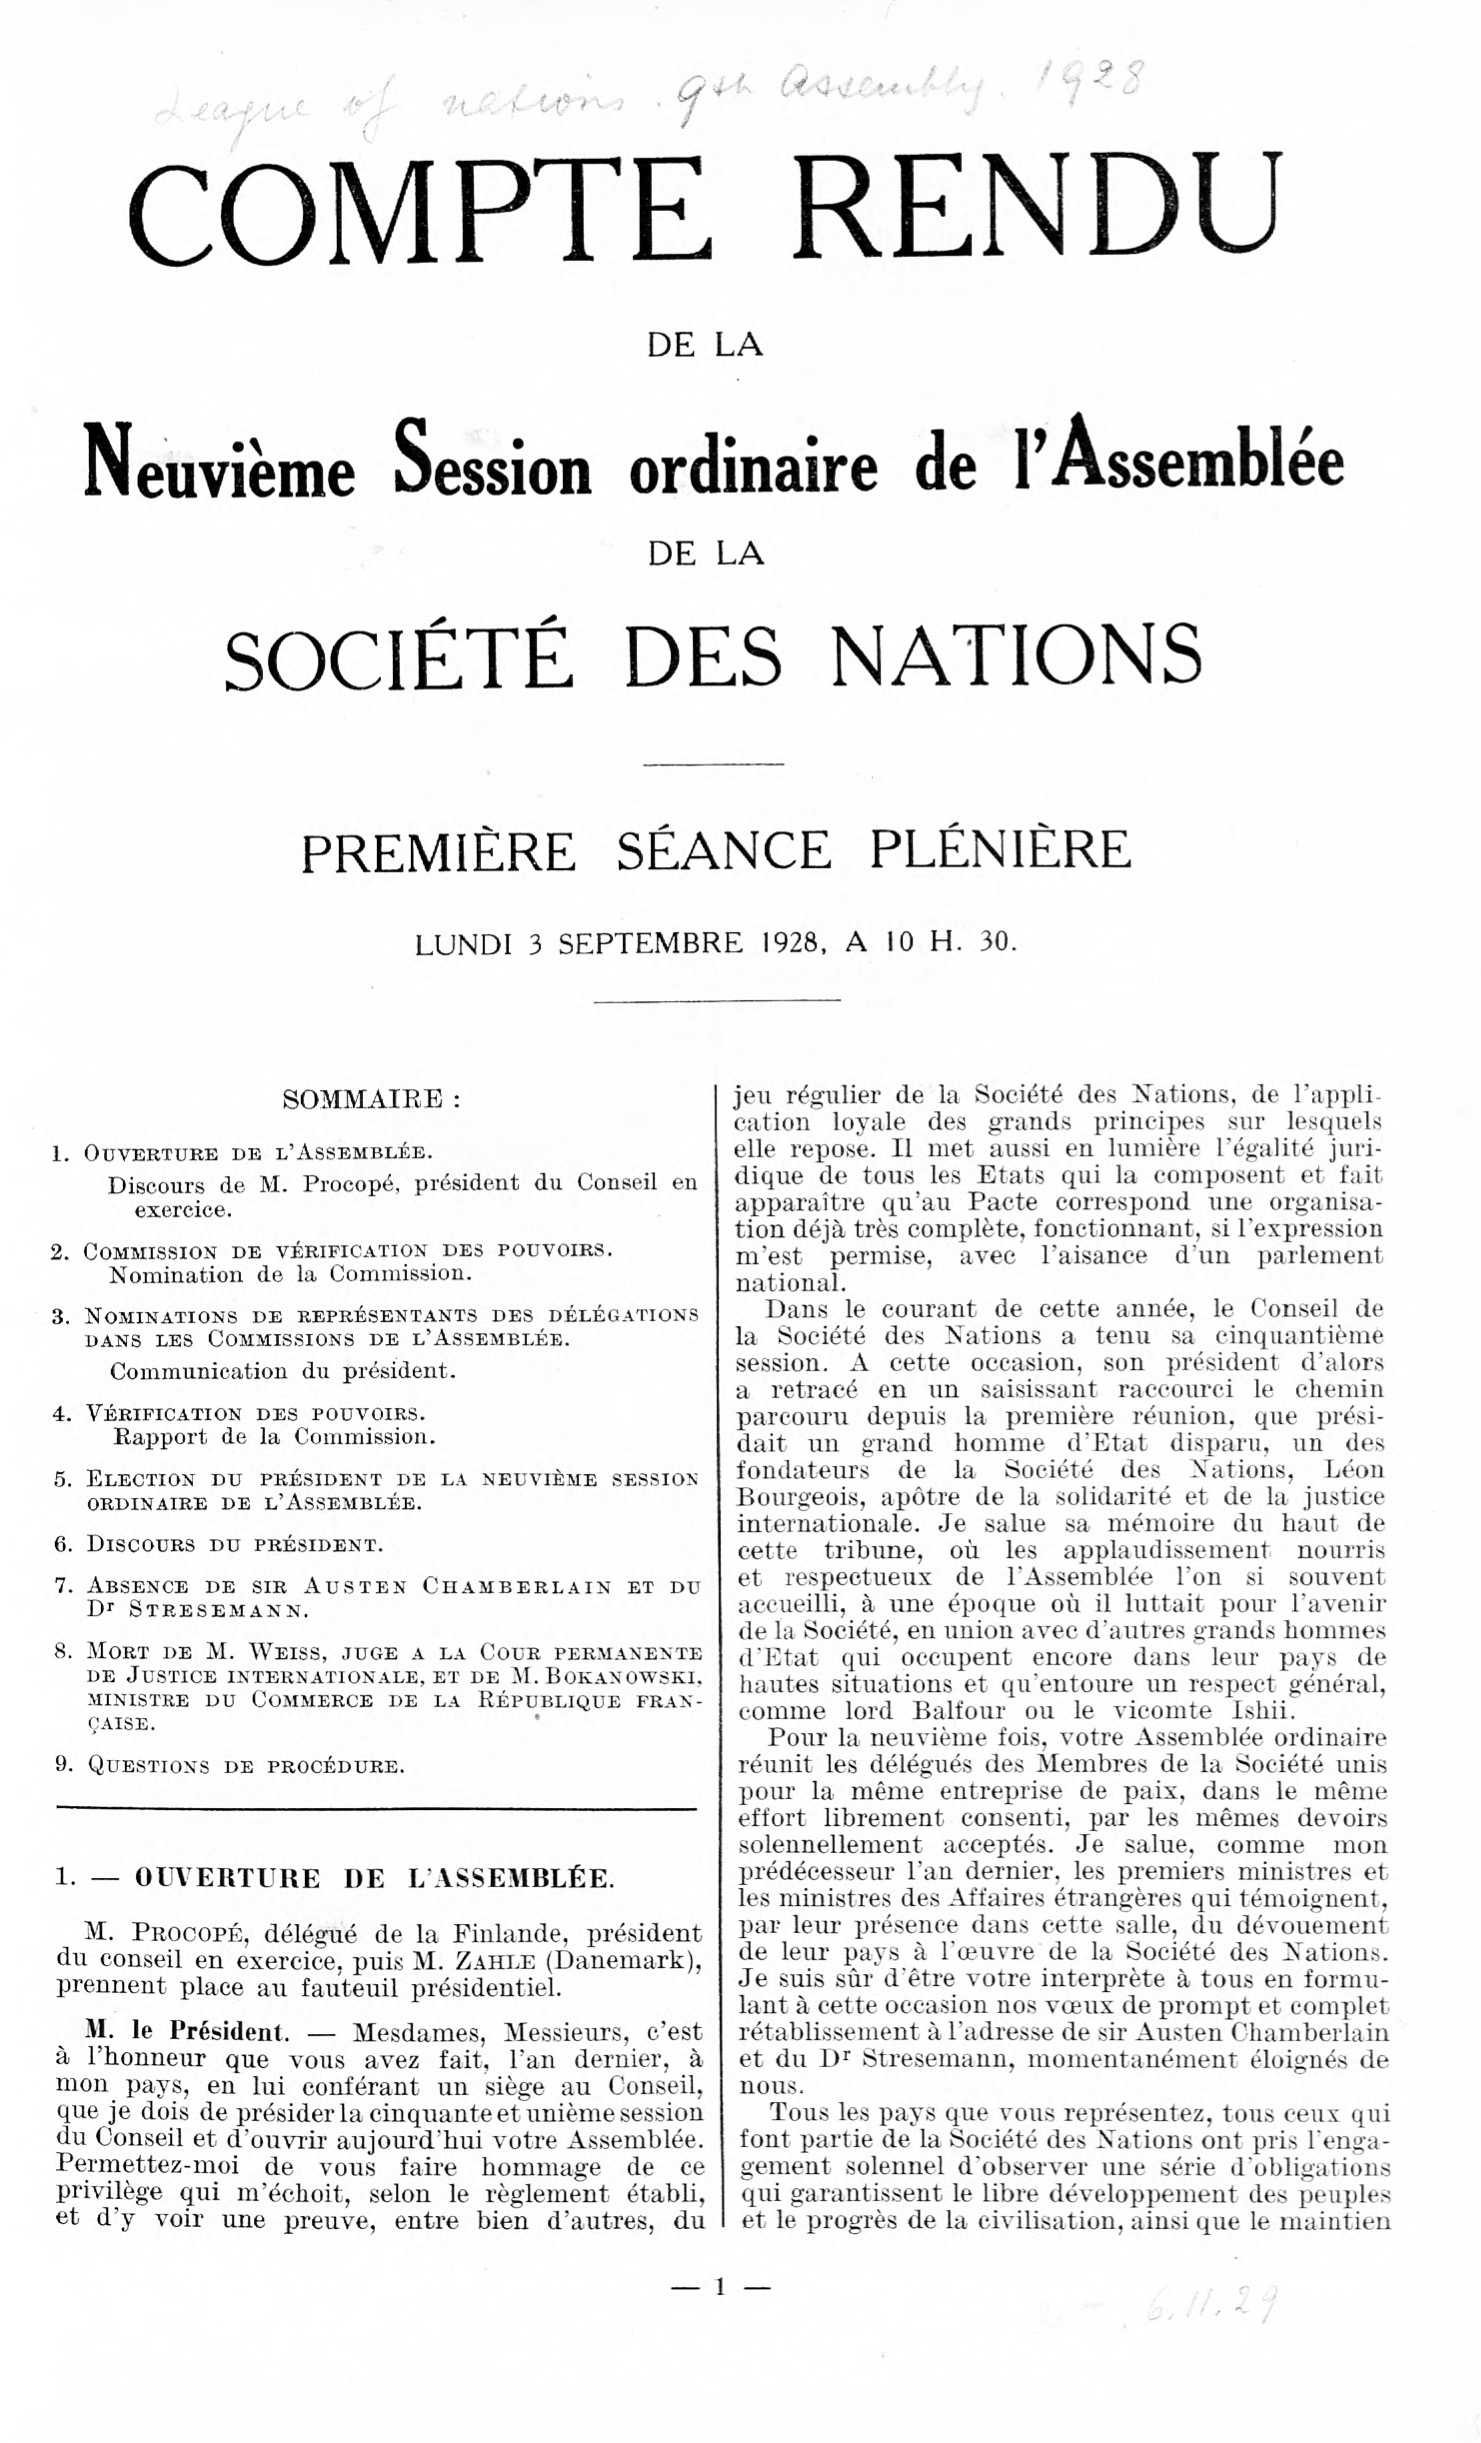 League of nations. 9th Assembly. 1928
COMPTE RENDU
DE LA
Neuvième Session ordinaire de l'Assemblée
DE LA
SOCIÉTÉ DES NATIONS
PREMIÈRE SÉANCE PLÉNIÈRE
LUNDI 3 SEPTEMBRE 1928, A 10 H. 30.
SOMMAIRE :
1. OUVERTURE DE L'ASSEMBLÉE.
Discours de M. Procopé, président du Conseil en
exercice.
2. COMMISSION DE VÉRIFICATION DES POUVOIRS.
Nomination de la Commission.
3. NOMINATIONS DE REPRÉSENTANTS DES DÉLÉGATIONS
DANS LES COMMISSIONS DE L'ASSEMBLÉE.
Communication du président.
4. VÉRIFICATION DES POUVOIRS.
Rapport de la Commission.
5. ELECTION DU PRÉSIDENT DE LA NEUVIÈME SESSION
ORDINAIRE DE L'ASSEMBLÉE.
6. DISCOURS DU PRÉSIDENT.
7. ABSENCE DE SIR AUSTEN CHAMBERLAIN ET DU
Dr STRESEMANN.
8. MORT DE M. WEISS, JUGE A LA COUR PERMANENTE
DE JUSTICE INTERNATIONALE, ET DE M. BOKANOWSKI,
MINISTRE DU COMMERCE DE LA RÉPUBLIQUE FRAN-
ÇAISE.
9. QUESTIONS DE PROCÉDURE.
1. — OUVERTURE DE L'ASSEMBLÉE.
M. PROCOPÉ, délégué de la Finlande, président
du conseil en exercice, puis M. ZAHLE (Danemark),
prennent place au fauteuil présidentiel.
M. le Président. — Mesdames, Messieurs, c'est
à l'honneur que vous avez fait, l'an dernier, à
mon pays, en lui conférant un siège au Conseil,
que je dois de présider la cinquante et unième session
du Conseil et d'ouvrir aujourd'hui votre Assemblée.
Permettez-moi de vous faire hommage de ce
privilège qui m'échoit, selon le règlement établi,
et d'y voir une preuve, entre bien d'autres, du
jeu régulier de la Société des Nations, de l'appli-
cation loyale des grands principes sur lesquels
elle repose. Il met aussi en lumière l'égalité juri-
dique de tous les Etats qui la composent et fait
apparaître qu'au Pacte correspond une organisa-
tion déjà très complète, fonctionnant, si l'expression
m'est permise, avec l'aisance d'un parlement
national.
Dans le courant de cette année, le Conseil de
la Société des Nations a tenu sa cinquantième
session. A cette occasion, son président d'alors
a retracé en un saisissant raccourci le chemin
parcouru depuis la première réunion, que prési-
dait un grand homme d'Etat disparu, un des
fondateurs de la Société des Nations, Léon
Bourgeois, apôtre de la solidarité et de la justice
internationale. Je salue sa mémoire du haut de
cette tribune, où les applaudissement nourris
et respectueux de l'Assemblée l'on si souvent
accueilli, à une époque où il luttait pour l'avenir
de la Société, en union avec d'autres grands hommes
d'Etat qui occupent encore dans leur pays de
hautes situations et qu'entoure un respect général,
comme lord Balfour ou le vicomte Ishii.
Pour la neuvième fois, votre Assemblée ordinaire
réunit les délégués des Membres de la Société unis
pour la même entreprise de paix, dans le même
effort librement consenti, par les mêmes devoirs
solennellement acceptés. Je salue, comme mon
prédécesseur l'an dernier, les premiers ministres et
les ministres des Affaires étrangères qui témoignent,
par leur présence dans cette salle, du dévouement
de leur pays à l'œuvre de la Société des Nations.
Je suis sûr d'être votre interprète à tous en formu-
lant à cette occasion nos vœux de prompt et complet
rétablissement à l'adresse de sir Austen Chamberlain
et du Dr Stresemann, momentanément éloignés de
nous.
Tous les pays que vous représentez, tous ceux qui
font partie de la Société des Nations ont pris l'enga-
gement solennel d'observer une série d'obligations
qui garantissent le libre développement des peuples
et le progrès de la civilisation, ainsi que le maintien
— 1 —
6.11.29